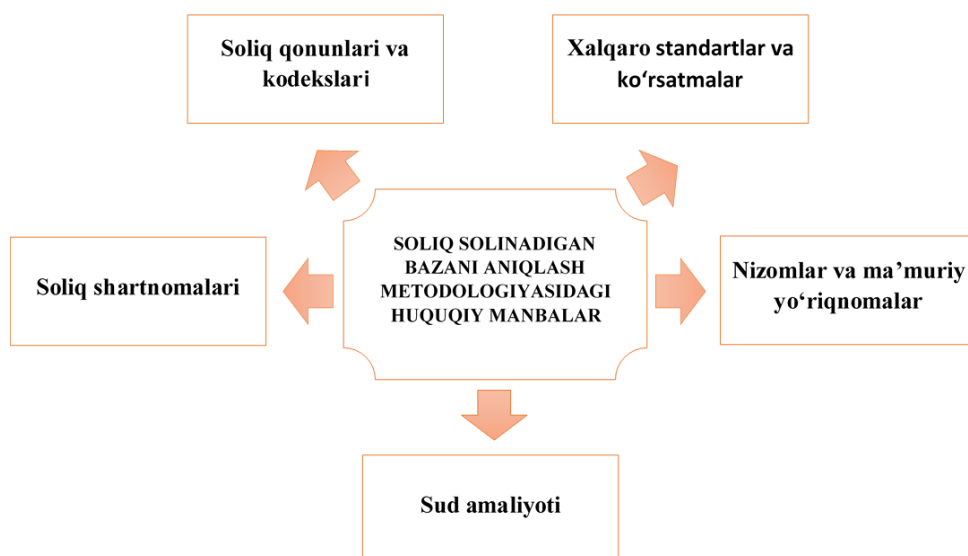 Soliq qonunlari va
kodekslari
Xalqaro standartlar va
ko‘rsatmalar
SOLIQ SOLINADIGAN
BAZANI ANIQLASH
METODOLOGIYASIDAGI
HUQUQIY MANBALAR
Soliq shartnomalari
Nizomlar va ma’muriy
yo‘riqnomalar
Sud amaliyoti